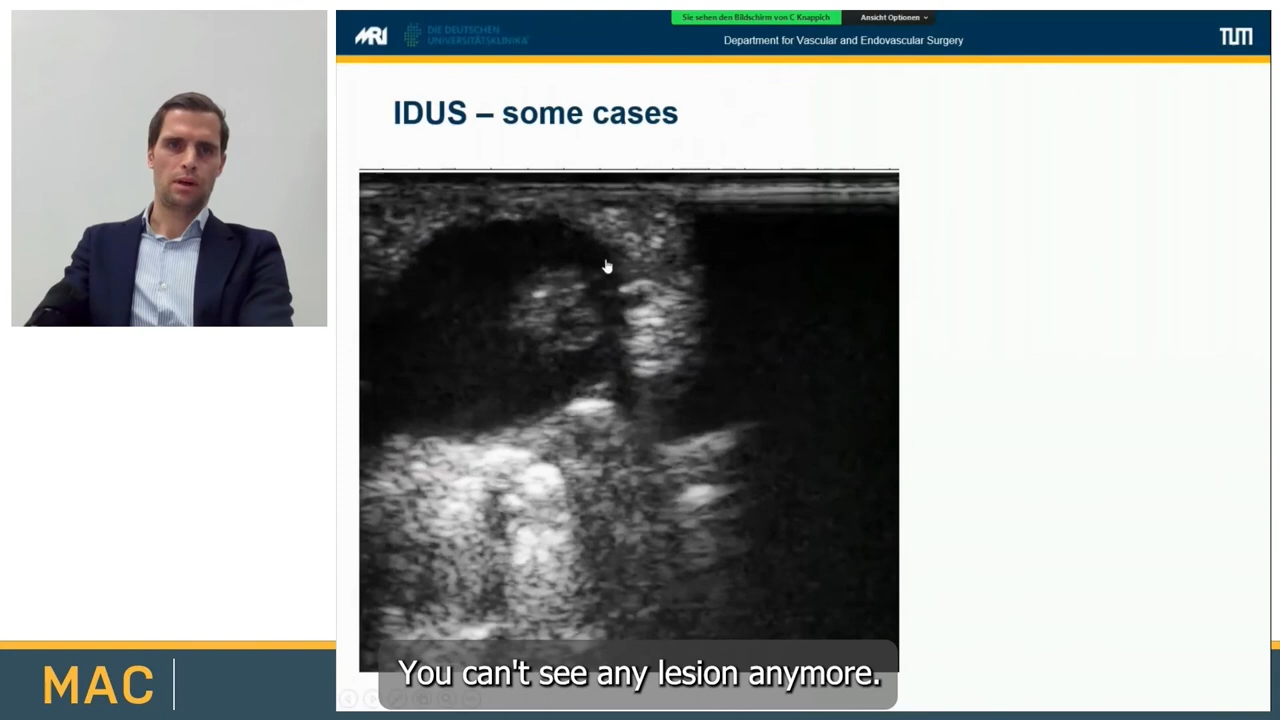 Sie sehen den Bildschirm von C Knappich
Ansicht Optionen
MRI
DIE DEUTSCHEN
UNIVERSITÄTSKLINIKA
Department for Vascular and Endovascular Surgery
TUM
IDUS – some cases
You can't see any lesion anymore.
MAC